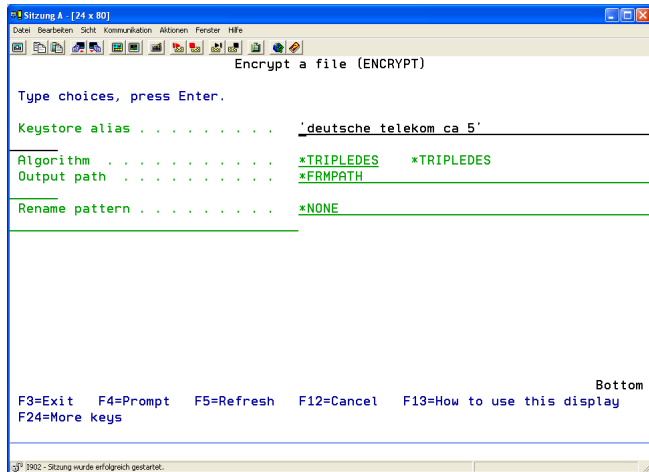 Sitzung A - [24 x 80]
Datei Bearbeiten Sicht Kommunikation Aktionen Fenster Hilfe
Encrypt a file (ENCRYPT)
Type choices, press Enter.
Keystore alias . . . . . . . . . 'deutsche telekom ca 5'
Algorithm . . . . . . . . . . . *TRIPLEDES *TRIPLEDES
Output path . . . . . . . . . . *FRMPATH
Rename pattern . . . . . . . . . *NONE
Bottom
F3=Exit F4=Prompt F5=Refresh F12=Cancel F13=How to use this display
F24=More keys
I902 - Sitzung wurde erfolgreich gestartet.